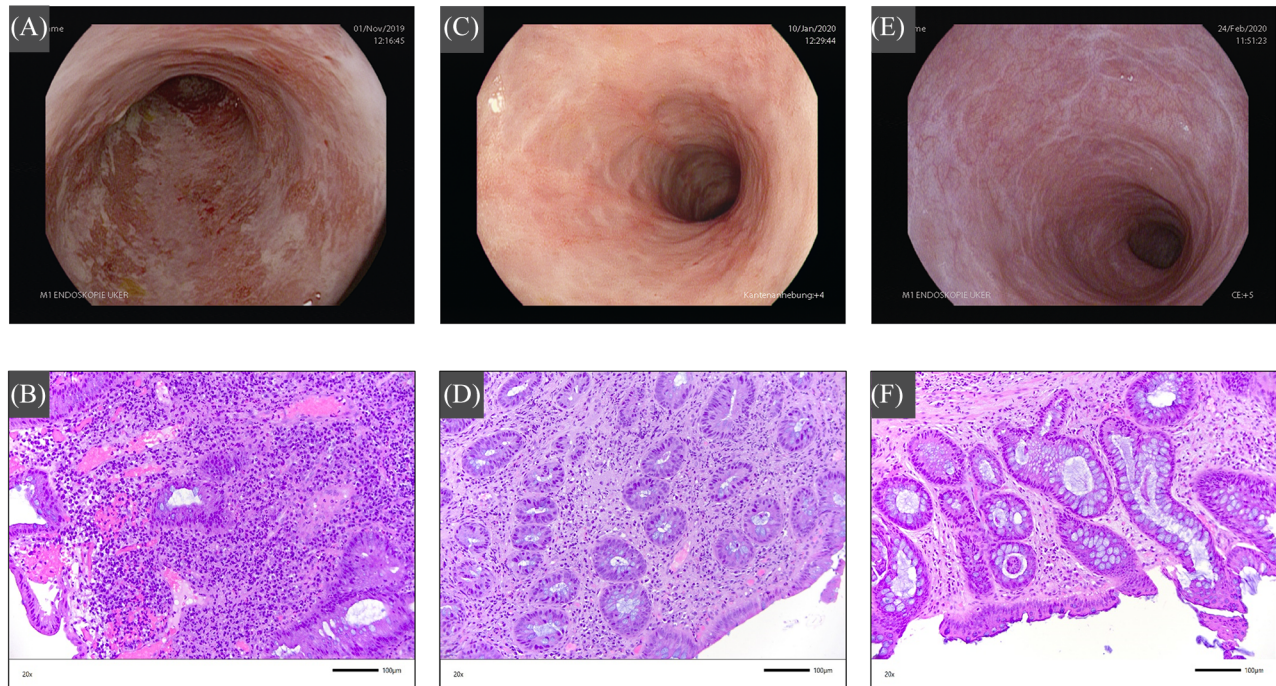 (A)
me
01/Nov/2019
12:16:45
M1 ENDOSKOPIE UKER
(C)
10/Jan/2020
12:29:44
Kantenanhebung:+4
(E)
me
24/Feb/2020
11:51:23
M1 ENDOSKOPIE UKER
CE:+5
(B)
20x
100µm
(D)
20x
100µm
(F)
20x
100µm